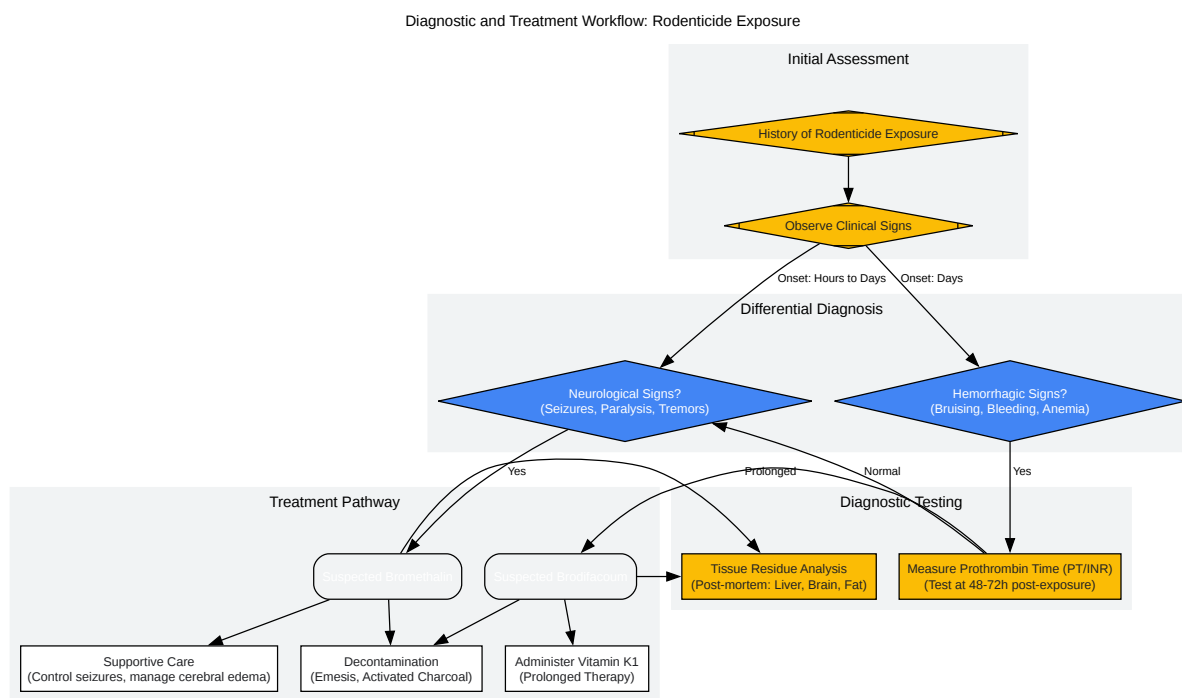 Diagnostic and Treatment Workflow: Rodenticide Exposure
Initial Assessment
History of Rodenticide Exposure
Observe Clinical Signs
Onset: Hours to Days
Onset: Days
Differential Diagnosis
Neurological Signs?
(Seizures, Paralysis, Tremors)
Hemorrhagic Signs?
(Bruising, Bleeding, Anemia)
Yes
Prolonged
Normal
Yes
Treatment Pathway
Diagnostic Testing
Suspected Bromethalin
Suspected Brodifacoum
Tissue Residue Analysis
(Post-mortem: Liver, Brain, Fat)
Measure Prothrombin Time (PT/INR)
(Test at 48-72h post-exposure)
Supportive Care
(Control seizures, manage cerebral edema)
Decontamination
(Emesis, Activated Charcoal)
Administer Vitamin K1
(Prolonged Therapy)